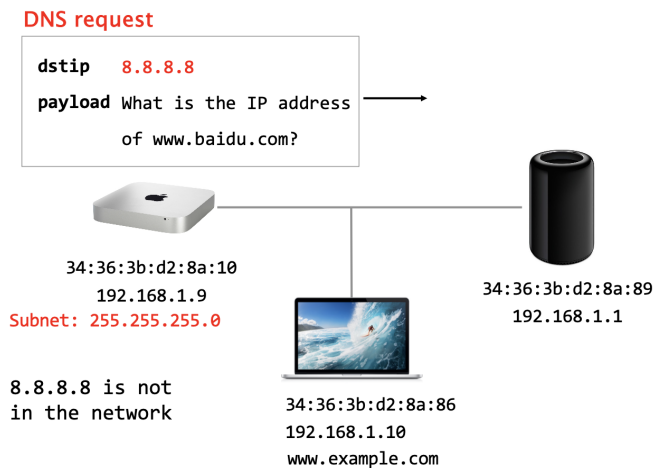 DNS request
dstip 8.8.8.8
payload What is the IP address
of www.baidu.com?
34:36:3b:d2:8a:10
192.168.1.9
Subnet: 255.255.255.0
34:36:3b:d2:8a:89
192.168.1.1
8.8.8.8 is not
in the network
34:36:3b:d2:8a:86
192.168.1.10
www.example.com